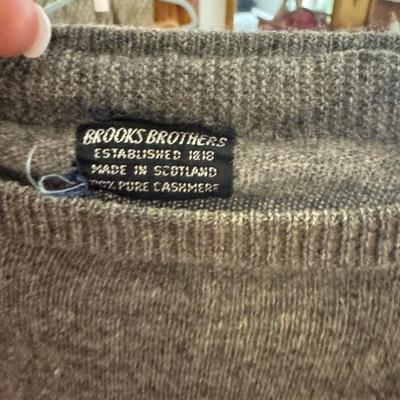 BROOKS BROTHERS
ESTABLISHED 1818
MADE IN SCOTLAND
100% PURE CASHMERE